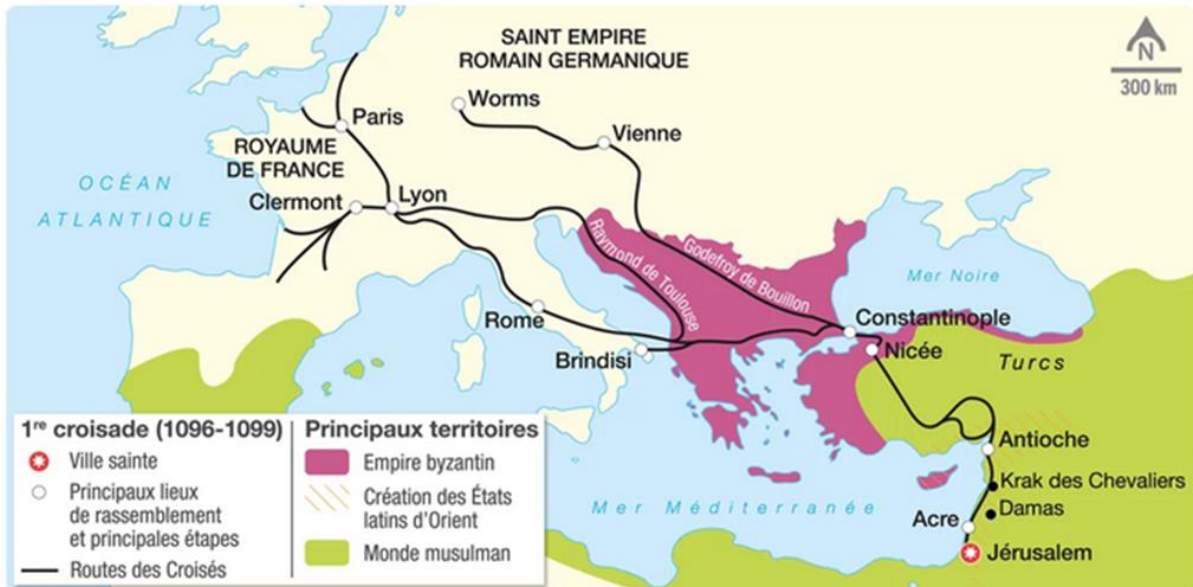 SAINT EMPIRE
ROMAIN GERMANIQUE
N
300 km
Worms
Paris
Vienne
ROYAUME
DE FRANCE
OCÉAN
ATLANTIQUE
Clermont
Lyon
Raymond de Toulouse
Godefroy de Bouillon
Mer Noire
Rome
Constantinople
Brindisi
Nicée
Turcs
Antioche
Krak des Chevaliers
Mer Méditerranée
Acre
Damas
Jérusalem
1re croisade (1096-1099)
Ville sainte
Principaux lieux
de rassemblement
et principales étapes
Routes des Croisés
Principaux territoires
Empire byzantin
Création des États
latins d'Orient
Monde musulman